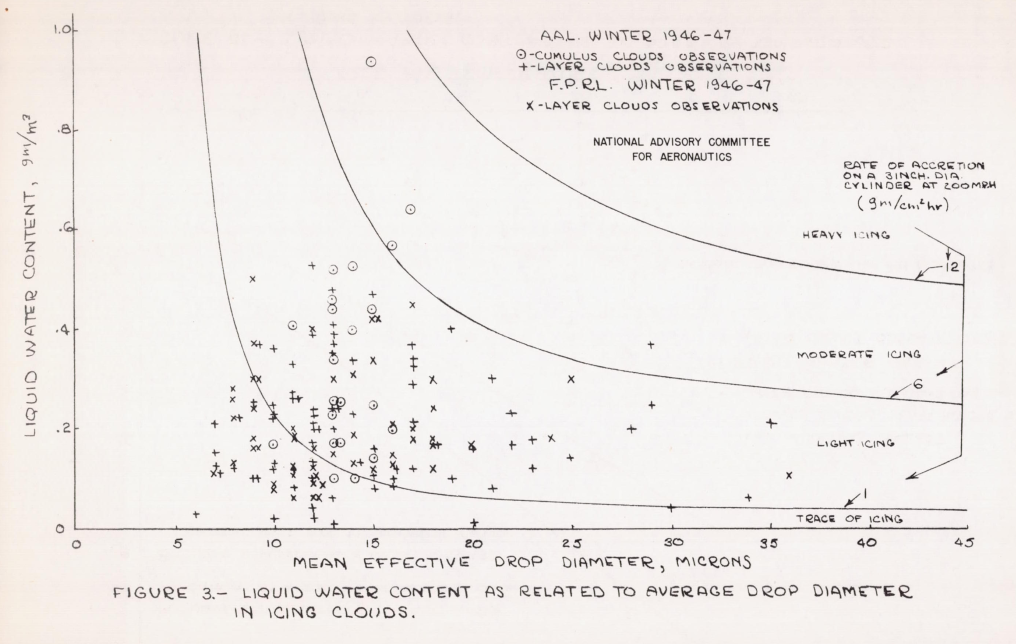 A.A.L. WINTER 1946-47
⊙-CUMULUS CLOUDS OBSERVATIONS
+-LAYER CLOUDS OBSERVATIONS
F.P.R.L. WINTER 1946-47
X-LAYER CLOUDS OBSERVATIONS
NATIONAL ADVISORY COMMITTEE
FOR AERONAUTICS
RATE OF ACCRETION
ON A 3INCH. DIA.
CYLINDER AT 200MPH
(gm/cm²hr)
HEAVY ICING
12
MODERATE ICING
6
LIGHT ICING
1
TRACE OF ICING
LIQUID WATER CONTENT, gm/m³
1.0
.8
.6
.4
.2
0
0 5 10 15 20 25 30 35 40 45
MEAN EFFECTIVE DROP DIAMETER, MICRONS
FIGURE 3.- LIQUID WATER CONTENT AS RELATED TO AVERAGE DROP DIAMETER
IN ICING CLOUDS.